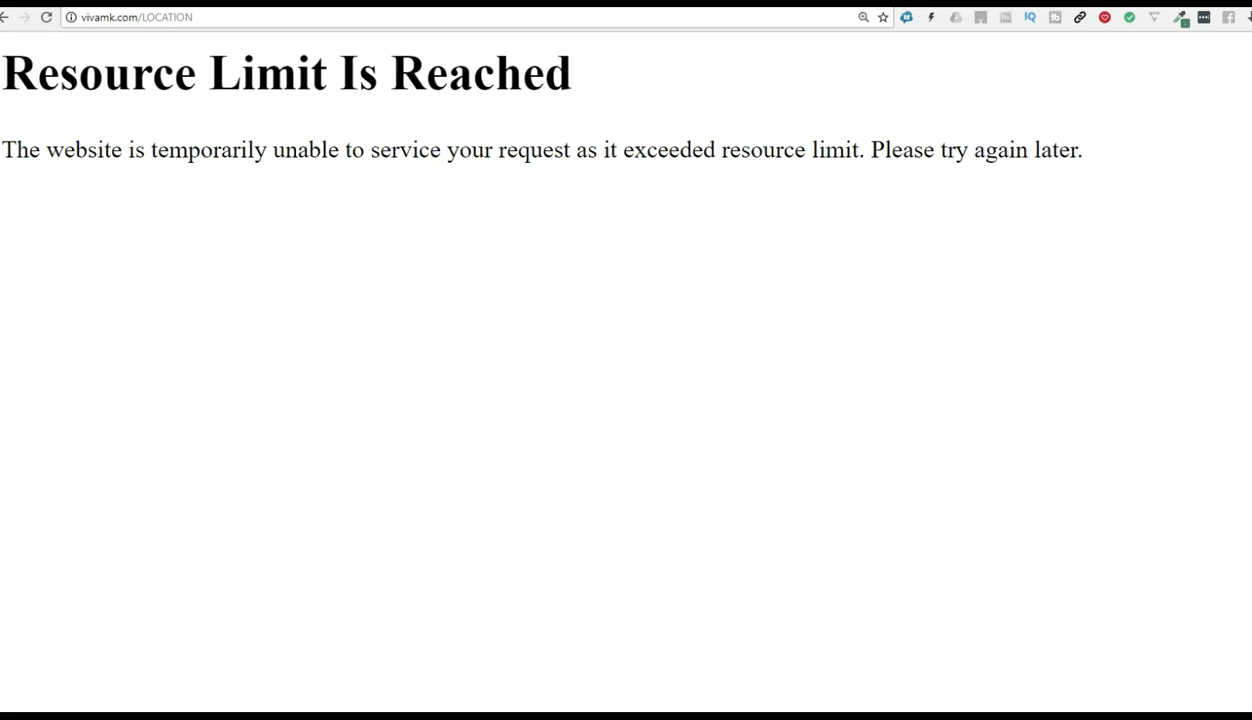 vivamk.com/LOCATION
IQ
Resource Limit Is Reached
The website is temporarily unable to service your request as it exceeded resource limit. Please try again later.